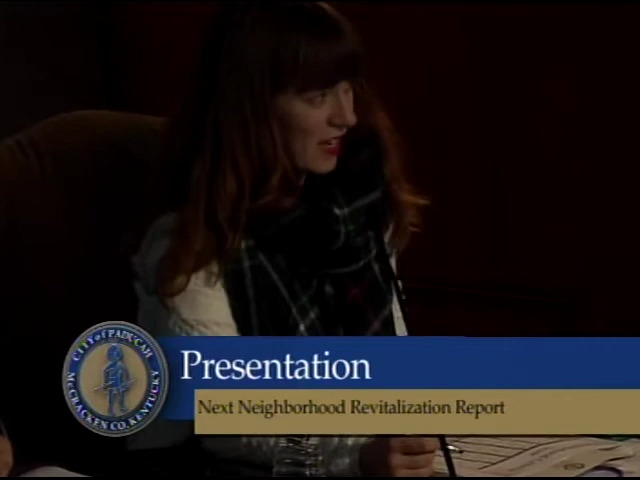 CITY of PADUCAH
McCRACKEN CO. KENTUCKY
Presentation
Next Neighborhood Revitalization Report